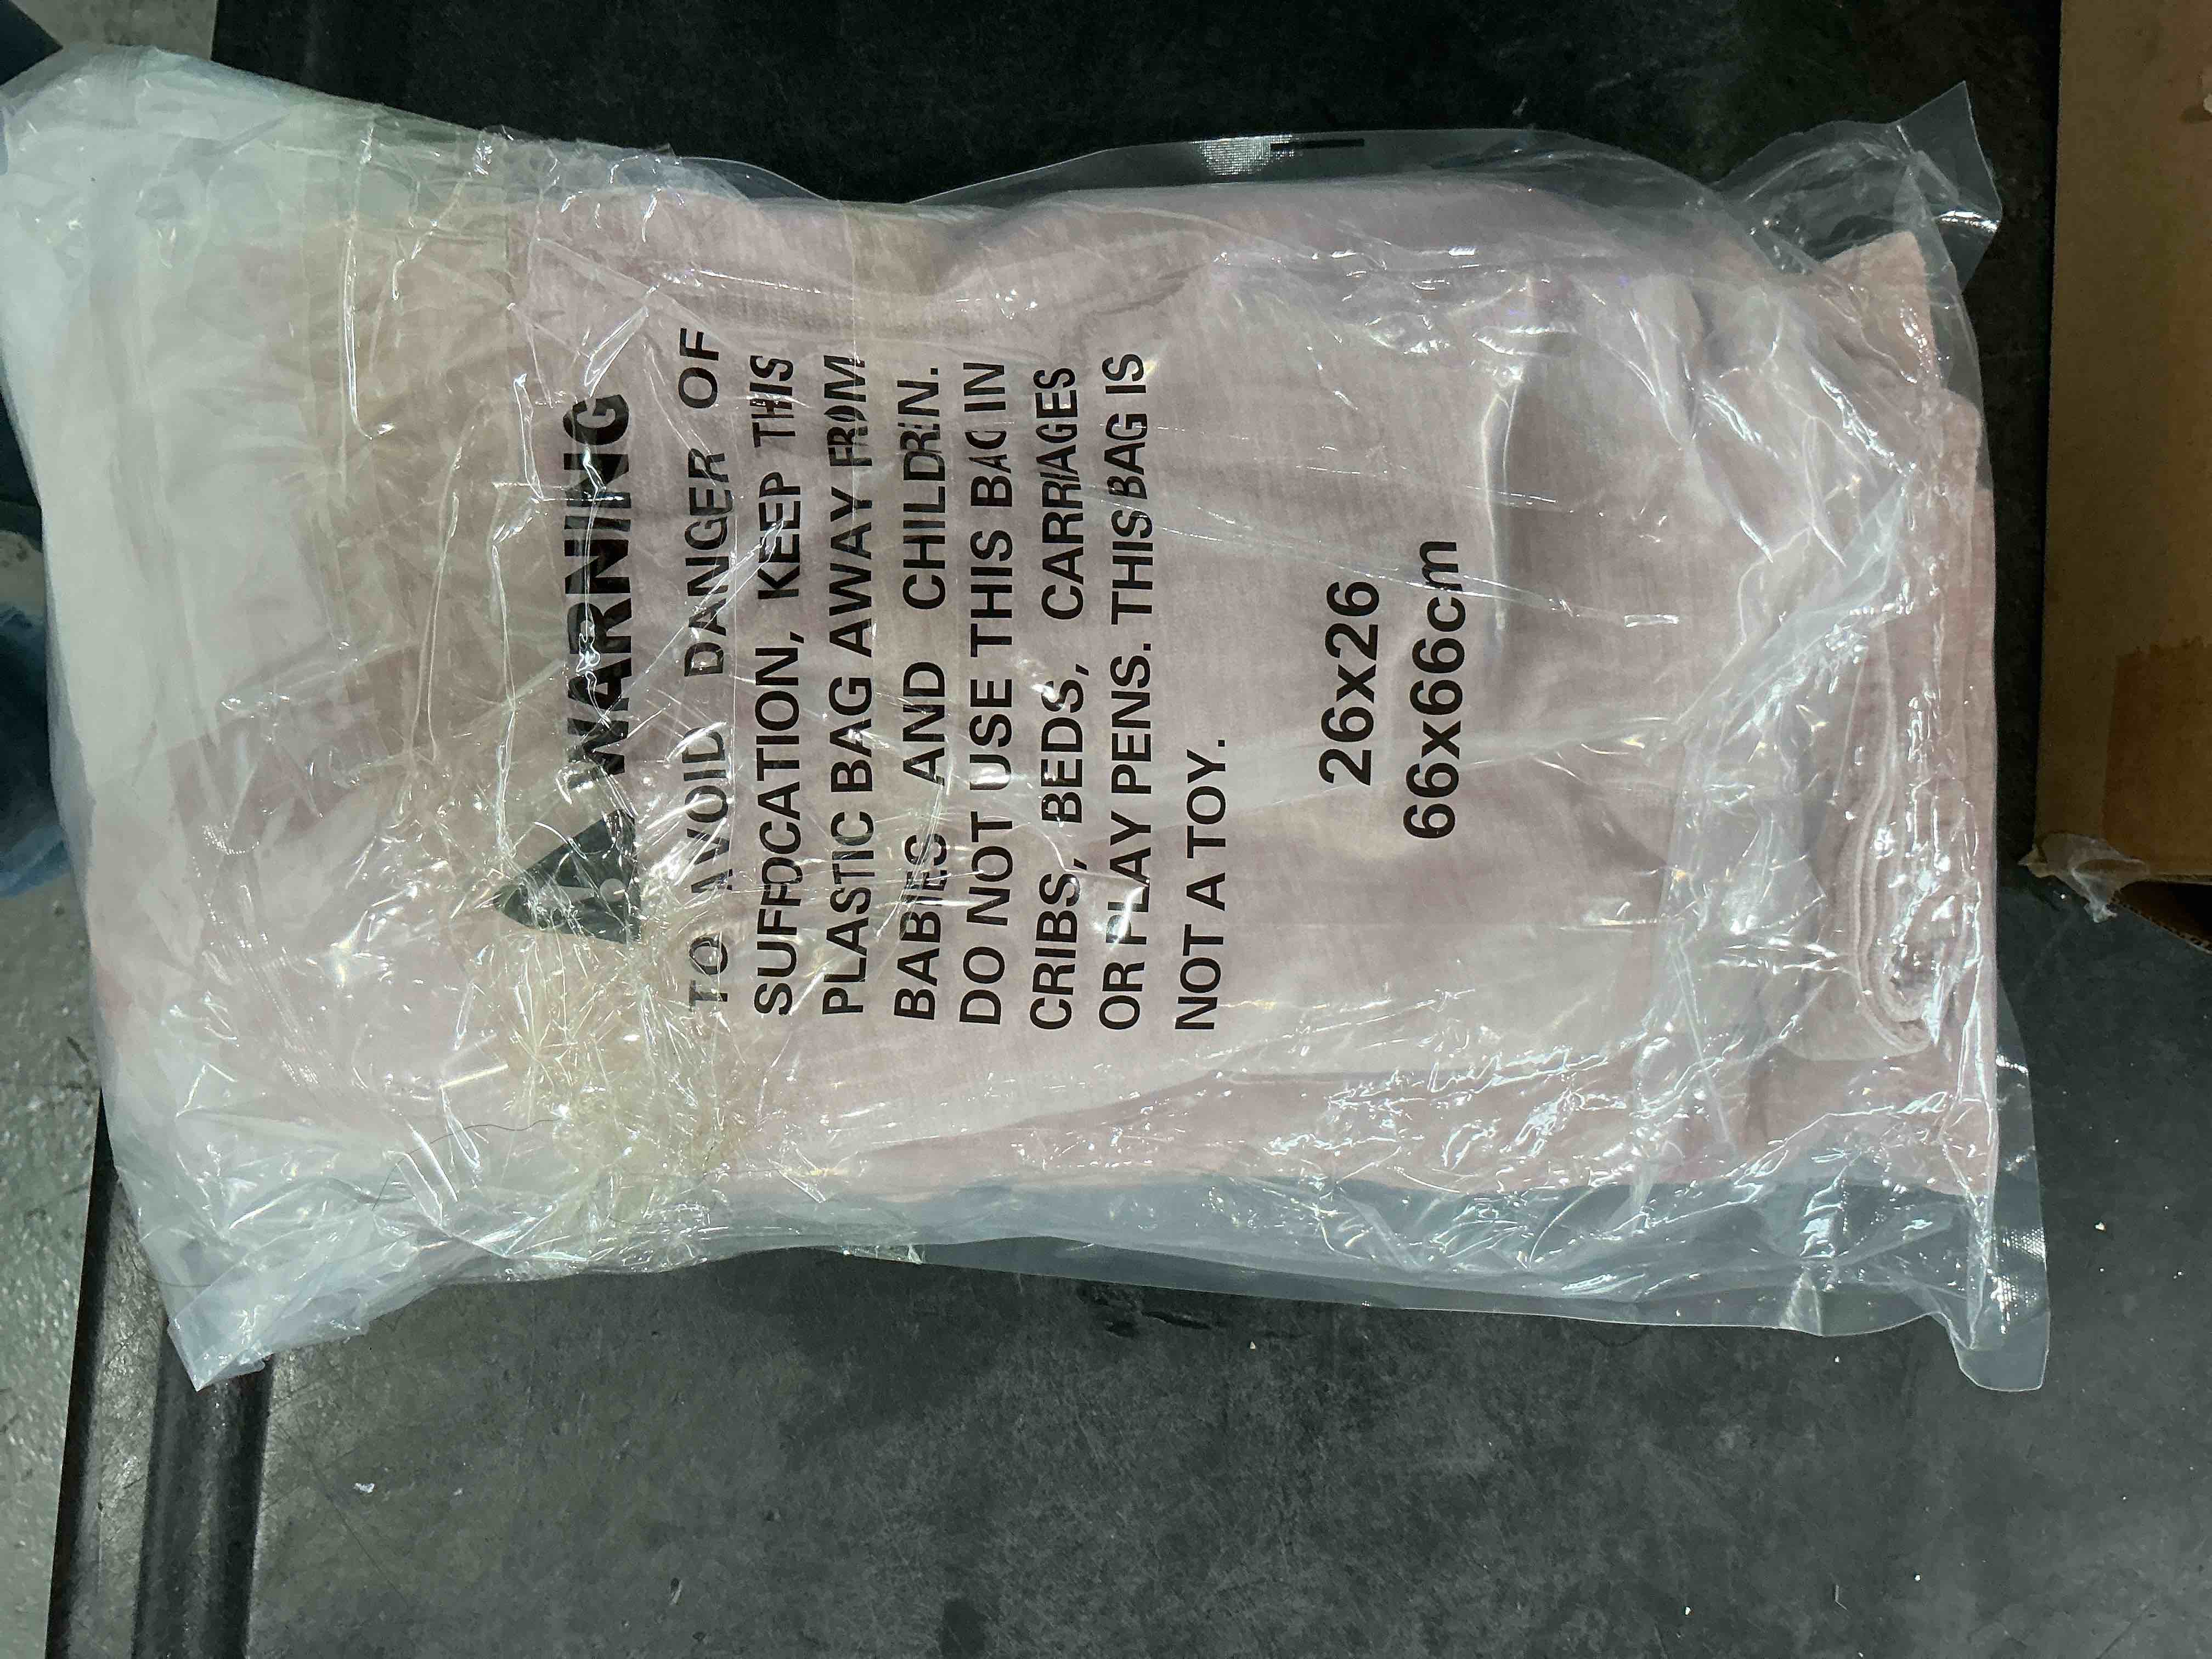 WARNING
TO AVOID DANGER OF
SUFFOCATION, KEEP THIS
PLASTIC BAG AWAY FROM
BABIES AND CHILDREN.
DO NOT USE THIS BAG IN
CRIBS, BEDS, CARRIAGES
OR PLAY PENS. THIS BAG IS
NOT A TOY.
26x26
66x66cm